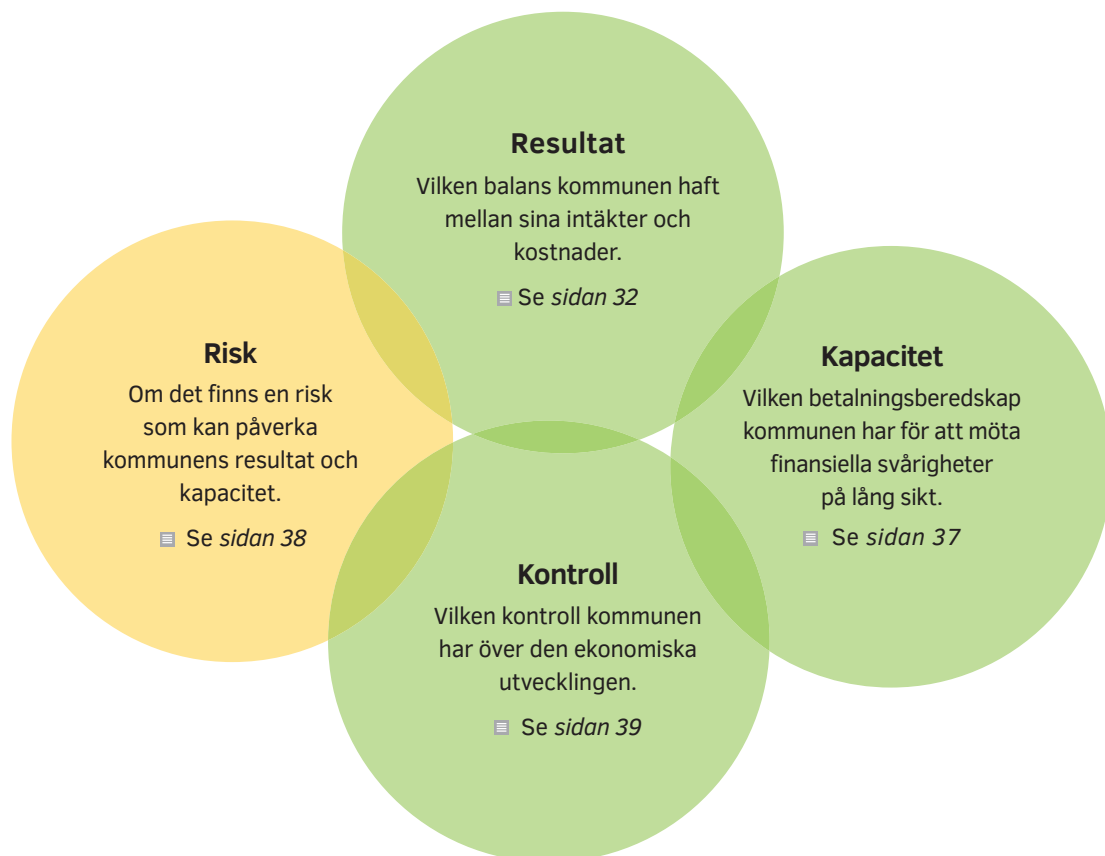 Resultat
Vilken balans kommunen haft
mellan sina intäkter och
kostnader.
Se sidan 32
Risk
Om det finns en risk
som kan påverka
kommunens resultat och
kapacitet.
Se sidan 38
Kapacitet
Vilken betalningsberedskap
kommunen har för att möta
finansiella svårigheter
på lång sikt.
Se sidan 37
Kontroll
Vilken kontroll kommunen
har över den ekonomiska
utvecklingen.
Se sidan 39